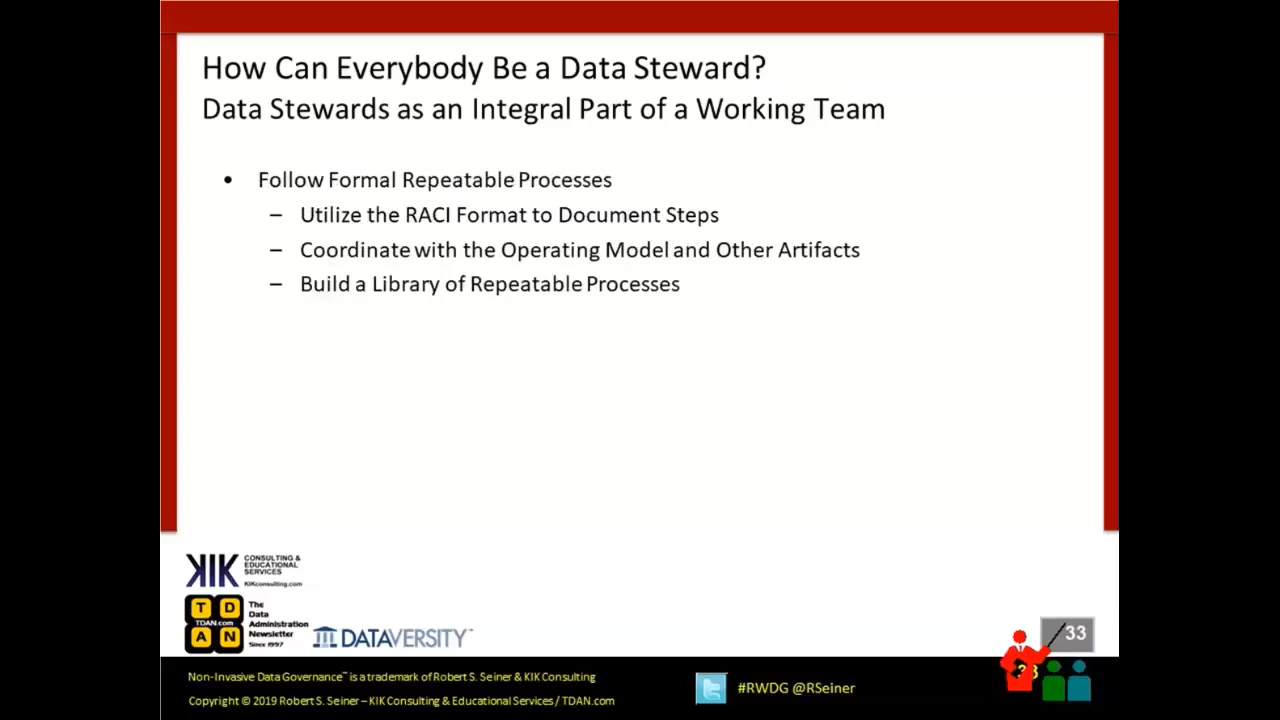 How Can Everybody Be a Data Steward?
Data Stewards as an Integral Part of a Working Team
• Follow Formal Repeatable Processes
– Utilize the RACI Format to Document Steps
– Coordinate with the Operating Model and Other Artifacts
– Build a Library of Repeatable Processes
KIK CONSULTING &
EDUCATIONAL
SERVICES
KIKconsulting.com
T D
TDAN.com
A N
The
Data
Administration
Newsletter
Since 1997
DATAVERSITY™
33
33
Non-Invasive Data Governance™ is a trademark of Robert S. Seiner & KIK Consulting
Copyright © 2019 Robert S. Seiner – KIK Consulting & Educational Services / TDAN.com
#RWDG @RSeiner